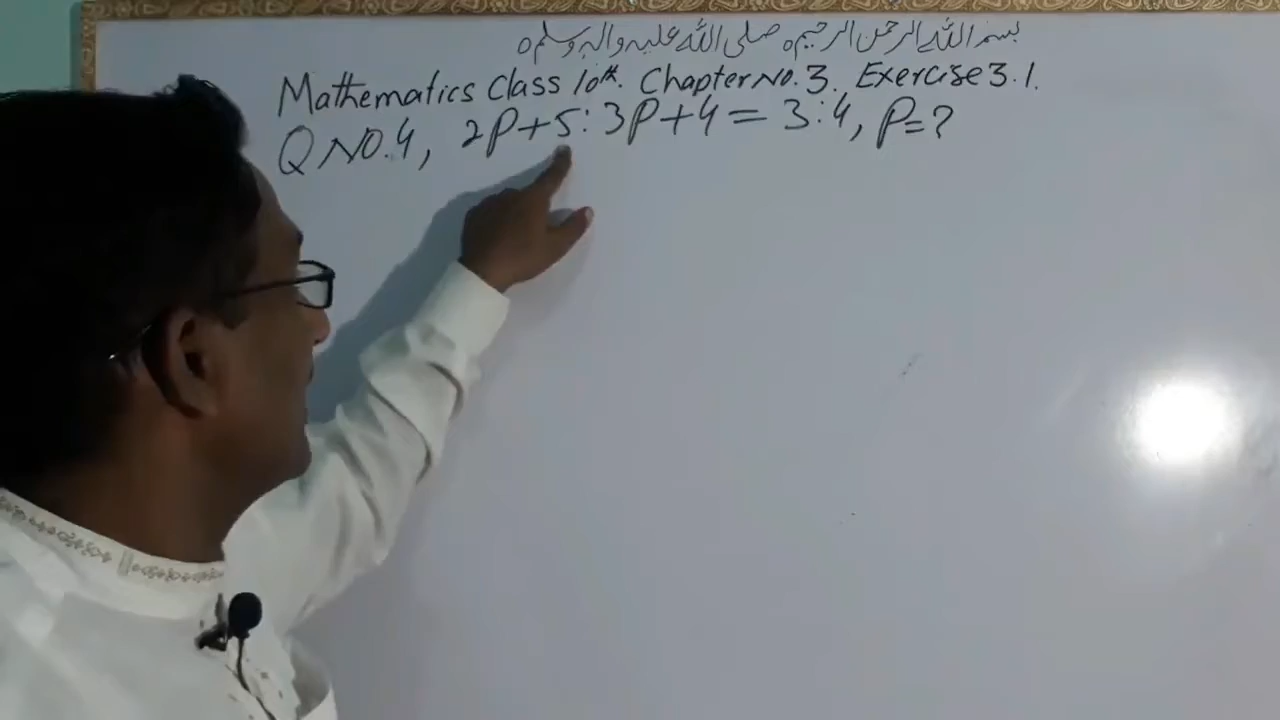 بسم اللہ الرحمن الرحیم صلی اللہ علیہ والہ وسلم
Mathematics Class 10th. Chapter No. 3. Exercise 3.1.
Q No. 4, 2P+5:3P+4=3:4, P=?